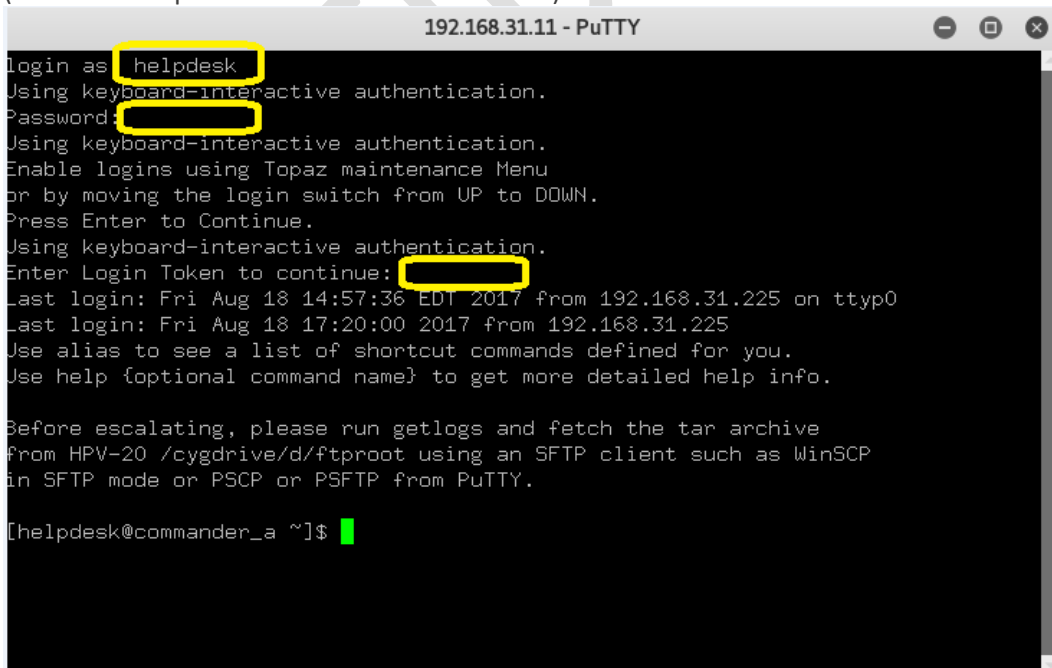 192.168.31.11 - PuTTY
login as helpdesk
Using keyboard-interactive authentication.
Password:
Using keyboard-interactive authentication.
Enable logins using Topaz maintenance Menu
or by moving the login switch from UP to DOWN.
Press Enter to Continue.
Using keyboard-interactive authentication.
Enter Login Token to continue:
Last login: Fri Aug 18 14:57:36 EDT 2017 from 192.168.31.225 on ttyp0
Last login: Fri Aug 18 17:20:00 2017 from 192.168.31.225
Use alias to see a list of shortcut commands defined for you.
Use help {optional command name} to get more detailed help info.
Before escalating, please run getlogs and fetch the tar archive
from HPV-20 /cygdrive/d/ftproot using an SFTP client such as WinSCP
in SFTP mode or PSCP or PSFTP from PuTTY.
[helpdesk@commander_a ~]$